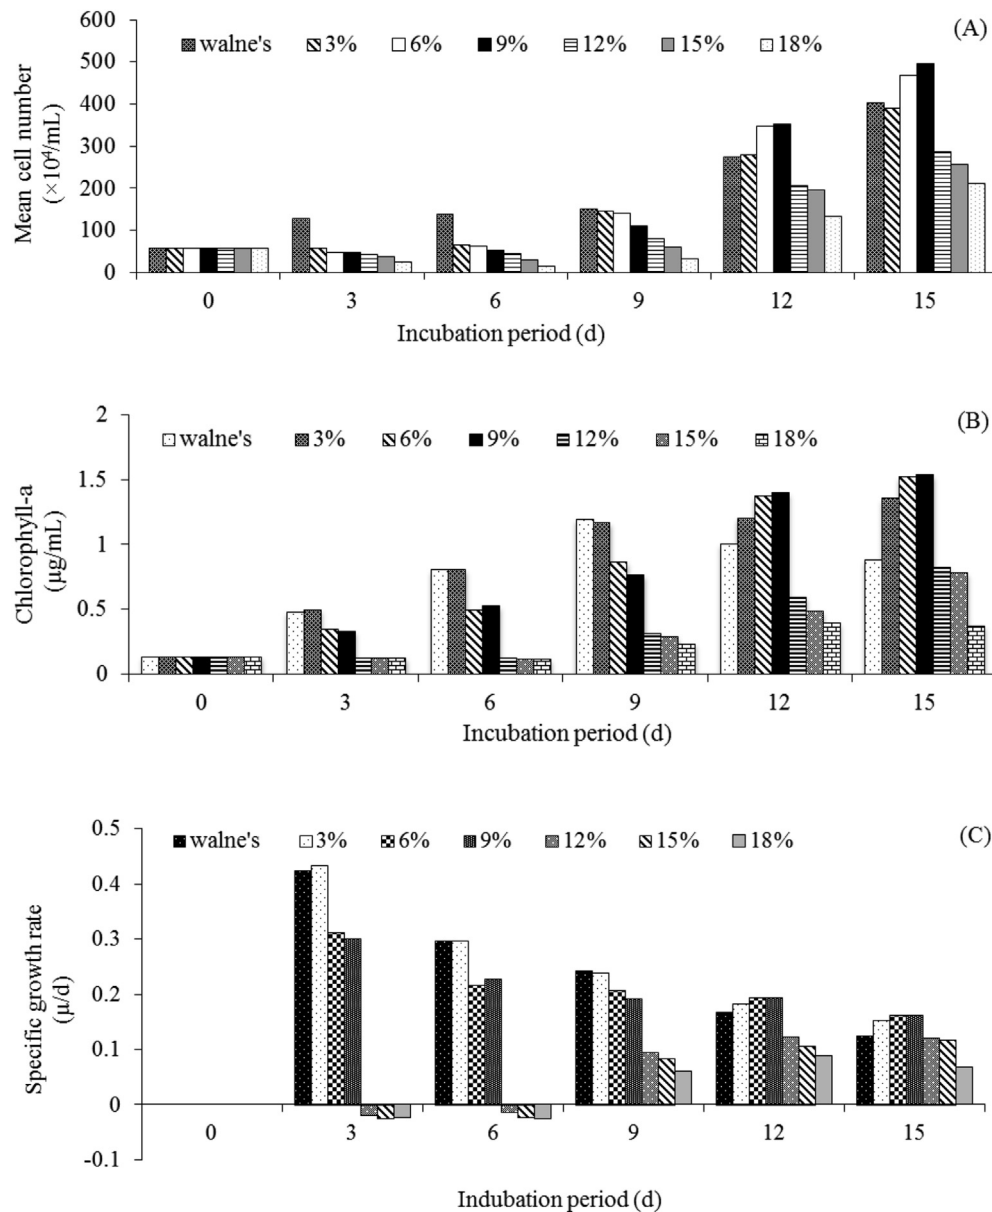 (A)
600
500
400
300
200
100
0
walne's 3% 6% 9% 12% 15% 18%
Mean cell number
(×10⁴/mL)
0 3 6 9 12 15
Incubation period (d)
(B)
2
1.5
1
0.5
0
walne's 3% 6% 9% 12% 15% 18%
Chlorophyll-a
(µg/mL)
0 3 6 9 12 15
Incubation period (d)
(C)
0.5
0.4
0.3
0.2
0.1
0
-0.1
walne's 3% 6% 9% 12% 15% 18%
Specific growth rate
(µ/d)
0 3 6 9 12 15
Indubation period (d)